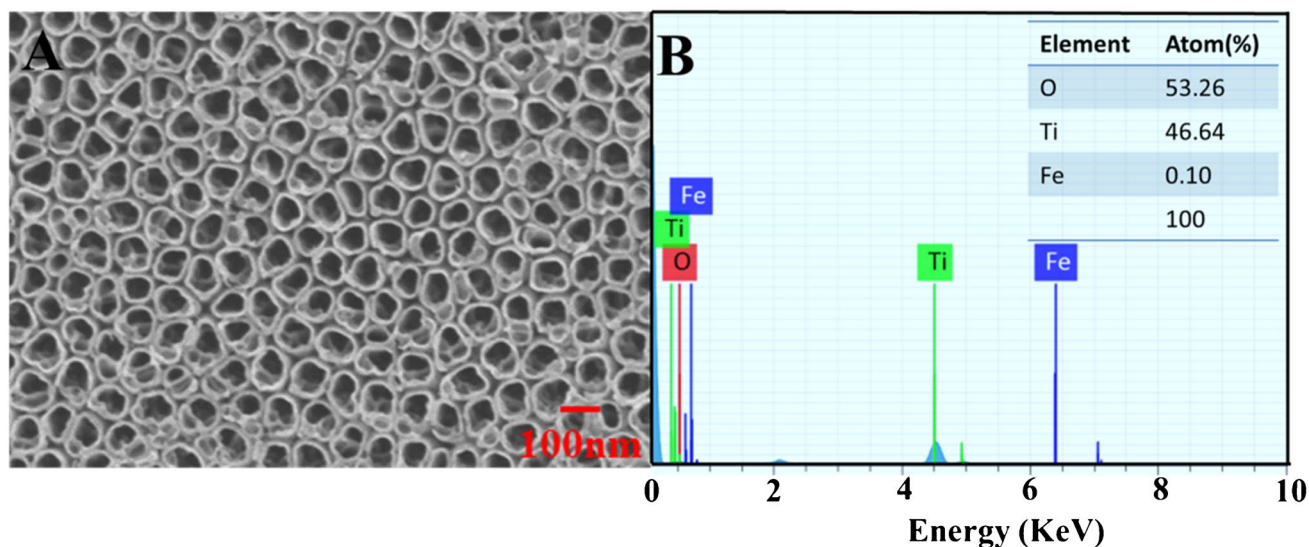 A
100nm
B
Element Atom(%)
O 53.26
Ti 46.64
Fe 0.10
100
Fe
Ti
O
Ti
Fe
0 2 4 6 8 10
Energy (KeV)